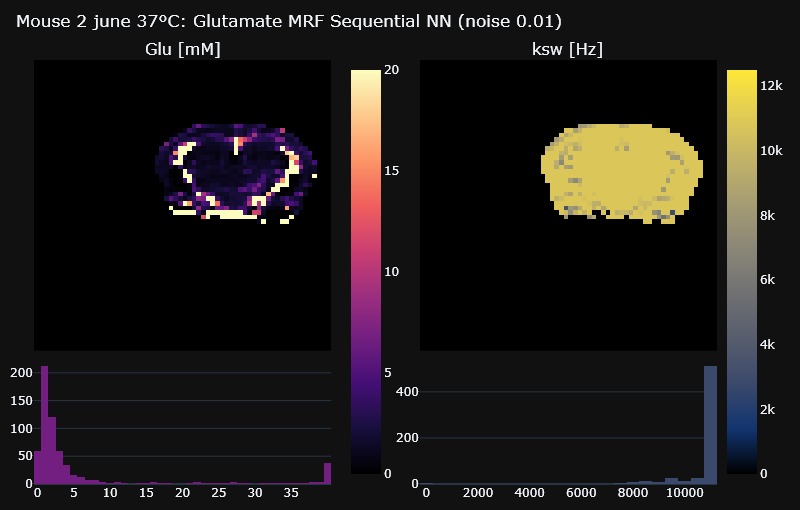 Mouse 2 june 37ºC: Glutamate MRF Sequential NN (noise 0.01)
Glu [mM]
ksw [Hz]
20
15
10
5
0
12k
10k
8k
6k
4k
2k
0
200
150
100
50
0
0 5 10 15 20 25 30 35
400
200
0
0 2000 4000 6000 8000 10000